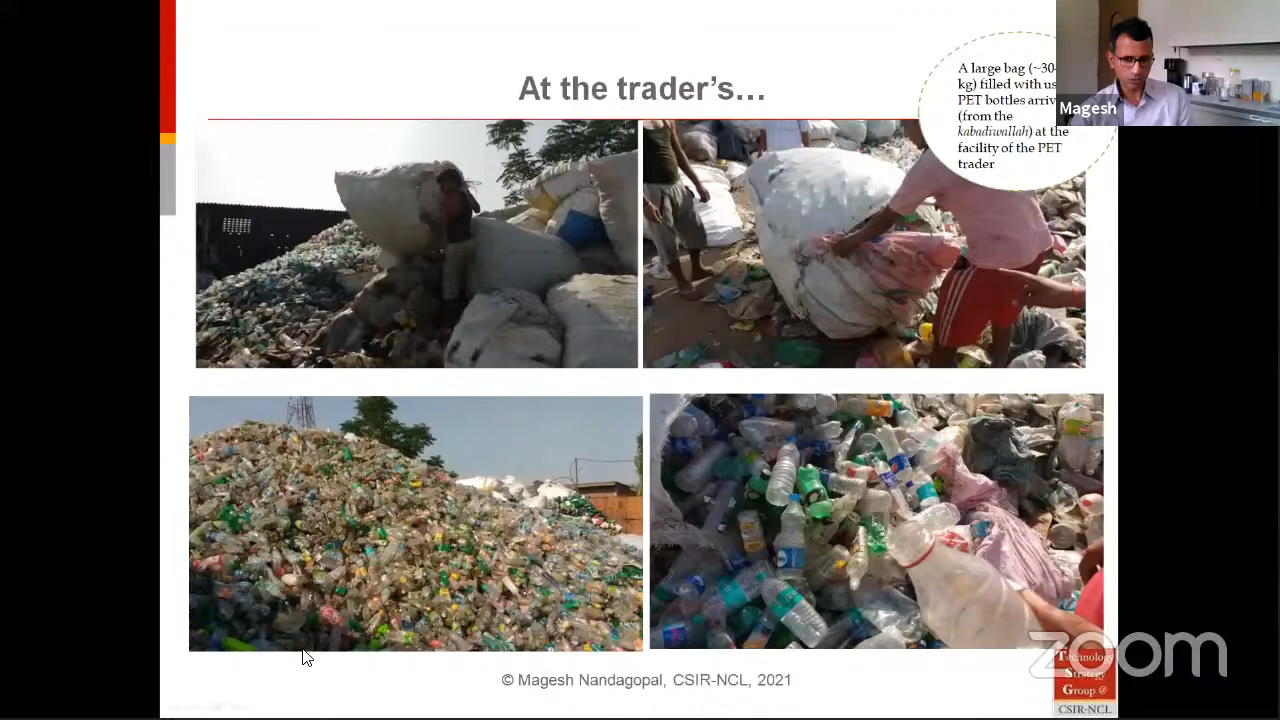 At the trader's...
A large bag (~30-
kg) filled with us
PET bottles arriv
(from the
kabadiwallah) at the
facility of the PET
trader
Magesh
© Magesh Nandagopal, CSIR-NCL, 2021
zoom
Technology
Strategy
Group @
CSIR-NCL